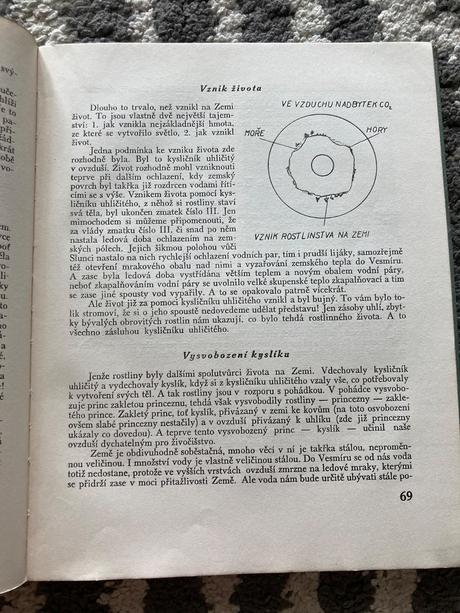 Vznik života
Dlouho to trvalo, než vznikl na Zemi
život. To jsou vlastně dvě největší tajem-
ství: 1. jak vznikla nejzákladnější hmota,
ze které se vytvořilo světlo, 2. jak vznikl
život.
Jedna podmínka ke vzniku života zde
rozhodně byla. Byl to kysličník uhličitý
v ovzduší. Život rozhodně mohl vzniknouti
teprve při dalším ochlazení, kdy zemský
povrch byl takřka již rozdrcen vodami řítí-
cími se s výše. Vznikem života pomocí ky-
sličníku uhličitého, z něhož si rostliny staví
svá těla, byl ukončen zmatek číslo III. Jen
mimochodem si můžeme připomenouti, že
za vlády zmatku číslo III, či snad po něm
nastala ledová doba ochlazením na zem-
ských pólech. Jejich šikmou polohou vůči
Slunci nastalo na nich rychlejší ochlazení vodních par, tím i prudší lijáky, samozřejmě
též otevření mrakového obalu nad nimi a vyzařování zemského tepla do Vesmíru.
A zase byla ledová doba vystřídána větším teplem a novým obalem vodní páry,
neboť zkapalňováním vodní páry se uvolnilo velké skupenské teplo zkapalňovací a tím
se zase jiné spousty vod vypařily. A to se opakovalo patrně vícekrát.
Ale život již za pomoci kysličníku uhličitého vznikl a byl bujný. To vám bylo to-
lik stromoví, že si o jeho spoustě nedovedeme udělat představu! Jen zásoby uhlí, zbyt-
ky bývalých obrovitých rostlin nám ukazují, co bylo tehdá rostlinného života. A to
všechno zásluhou kysličníku uhličitého.
VE VZDUCHU NADBYTEK CO₂
MOŘE
HORY
VZNIK ROSTLINSTVA NA ZEMI
Vysvobození kyslíka
Jenže rostliny byly dalšími spolutvůrci života na Zemi. Vdechovaly kysličník
uhličitý a vydechovaly kyslík, když si z kysličníku uhličitého vzaly vše, co potřebovaly
k vytvoření svých těl. A tak rostliny jsou v rozporu s pohádkou. V pohádce vysvobo-
zuje princ zakletou princeznu, tehdá však vysvobodily rostliny — princezny — zakle-
tého prince. Zakletý princ, toť kyslík, přivázaný v zemi ke kovům (na toto osvobození
ovšem slabé princezny nestačily) a v ovzduší přivázaný k uhlíku (zde již princezny
ukázaly co dovedou). A teprve tento vysvobozený princ — kyslík — učinil naše
ovzduší dychatelným pro živočistvo.
Země je obdivuhodně soběstačná, mnoho věcí v ní je takřka stálou, neproměn-
nou veličinou. I množství vody je vlastně veličinou stálou. Do Vesmíru se od nás voda
totiž nedostane, protože ve vyšších vrstvách ovzduší zmrzne na ledové mraky, kterými
se přidrží zase v moci přitažlivosti Země. Ale voda nám bude určitě ubývati stále po-
69